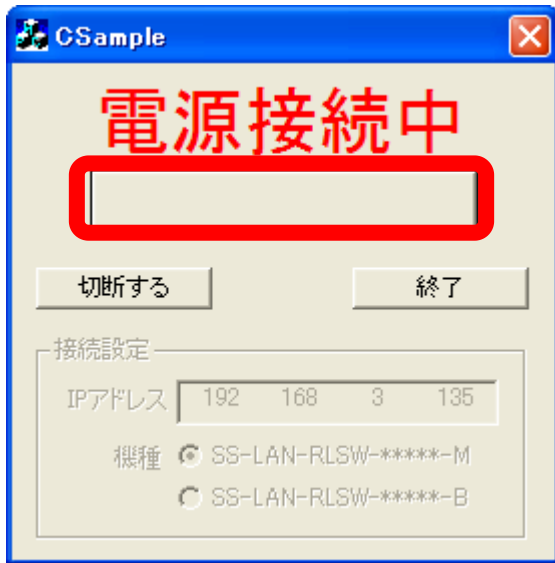 CSample
電源接続中
切断する 終了
接続設定
IPアドレス 192 168 3 135
機種 SS-LAN-RLSW-*****-M
SS-LAN-RLSW-*****-B